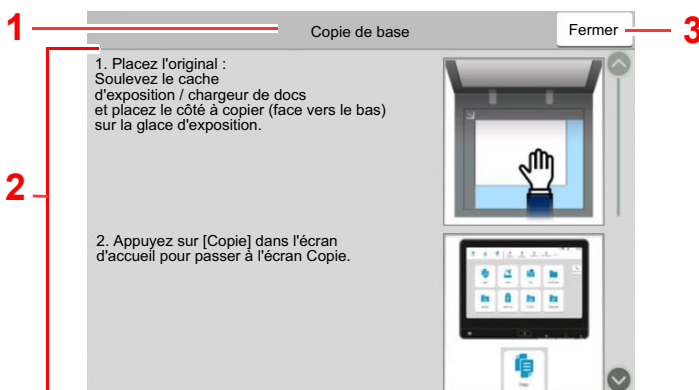 1
Copie de base
Fermer
3
2
1. Placez l'original :
Soulevez le cache
d'exposition / chargeur de docs
et placez le côté à copier (face vers le bas)
sur la glace d'exposition.
2. Appuyez sur [Copie] dans l'écran
d'accueil pour passer à l'écran Copie.